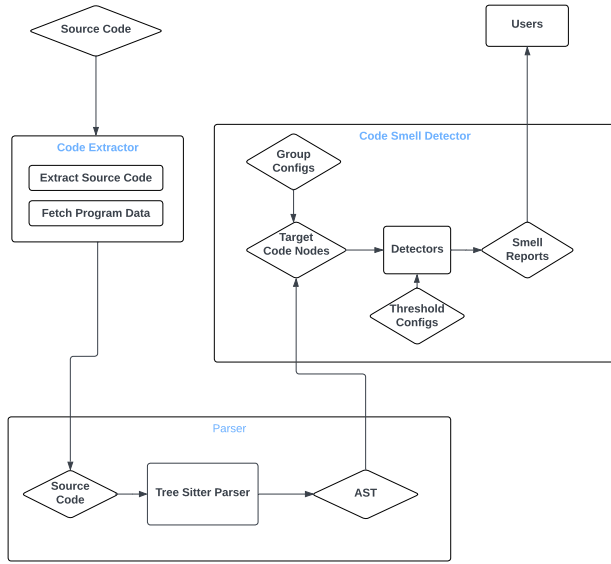 Source Code
Users
Code Extractor
Extract Source Code
Fetch Program Data
Code Smell Detector
Group
Configs
Target
Code Nodes
Detectors
Smell
Reports
Threshold
Configs
Parser
Source
Code
Tree Sitter Parser
AST